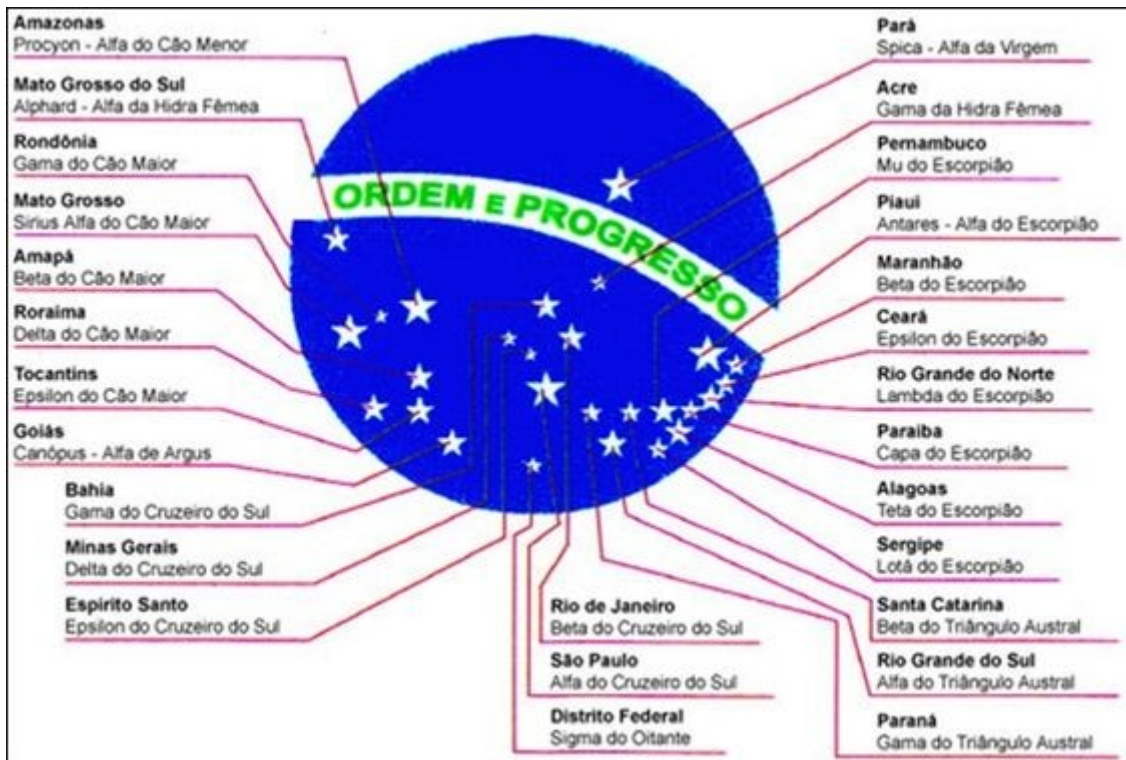 Amazonas
Procyon - Alfa do Cão Menor
Mato Grosso do Sul
Alphard - Alfa da Hidra Fêmea
Rondônia
Gama do Cão Maior
Mato Grosso
Sirius Alfa do Cão Maior
Amapá
Beta do Cão Maior
Roraima
Delta do Cão Maior
Tocantins
Epsilon do Cão Maior
Goiás
Canópus - Alfa de Argus
Bahia
Gama do Cruzeiro do Sul
Minas Gerais
Delta do Cruzeiro do Sul
Espirito Santo
Epsilon do Cruzeiro do Sul
ORDEM E PROGRESSO
Rio de Janeiro
Beta do Cruzeiro do Sul
São Paulo
Alfa do Cruzeiro do Sul
Distrito Federal
Sigma do Oitante
Pará
Spica - Alfa da Virgem
Acre
Gama da Hidra Fêmea
Pernambuco
Mu do Escorpião
Piaui
Antares - Alfa do Escorpião
Maranhão
Beta do Escorpião
Ceará
Epsilon do Escorpião
Rio Grande do Norte
Lambda do Escorpião
Paraiba
Capa do Escorpião
Alagoas
Teta do Escorpião
Sergipe
Lotá do Escorpião
Santa Catarina
Beta do Triângulo Austral
Rio Grande do Sul
Alfa do Triângulo Austral
Paraná
Gama do Triângulo Austral